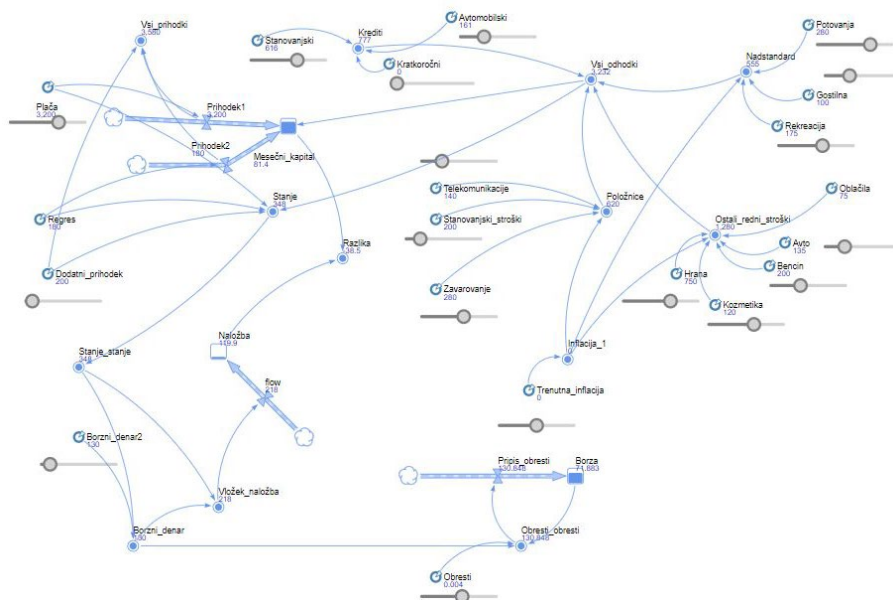 Vsi_prihodki
3,580
Avtomobilski
161
Krediti
777
Stanovanjski
616
Kratkoročni
0
Potovanja
280
Vsi_odhodki
3,232
Nadstandard
555
Gostilna
100
Rekreacija
175
Plača
3,200
Prihodek1
3,200
Prihodek2
180
Mesečni_kapital
81.4
Telekomunikacije
140
Stanovanjski_stroški
200
Položnice
620
Oblačila
75
Stanje
348
Regres
180
Ostali_redni_stroški
1,280
Avto
135
Razlika
Bencin
200
Dodatni_prihodek
200
Hrana
750
Zavarovanje
280
Kozmetika
120
Naložba
119.9
Inflacija_1
Stanje_stanje
348
flow
218
Trenutna_inflacija
0
Borzni_denar2
130
Pripis_obresti
130.848
Borza
71,883
Vložek_naložba
218
Borzni_denar
130
Obresti_obresti
130.848
Obresti
0.004